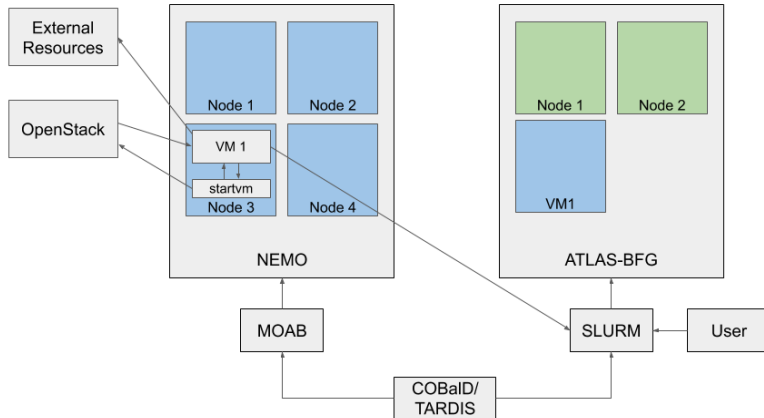 External
Resources
OpenStack
Node 1
Node 2
VM 1
startvm
Node 3
Node 4
NEMO
Node 1
Node 2
VM1
ATLAS-BFG
MOAB
SLURM
User
COBalD/
TARDIS